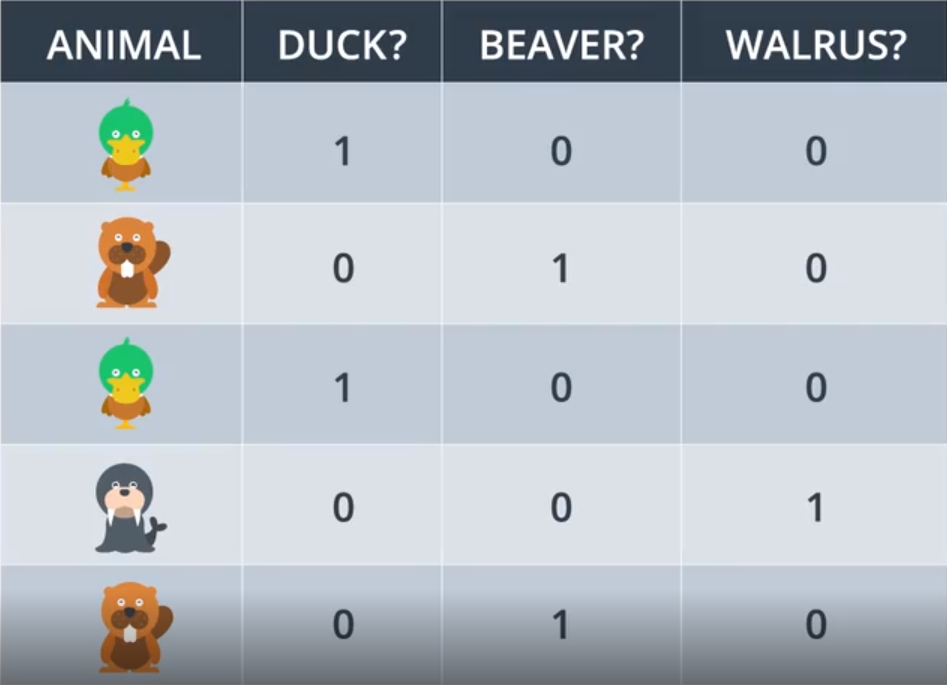 ANIMAL DUCK? BEAVER? WALRUS?
1 0 0
0 1 0
1 0 0
0 0 1
0 1 0